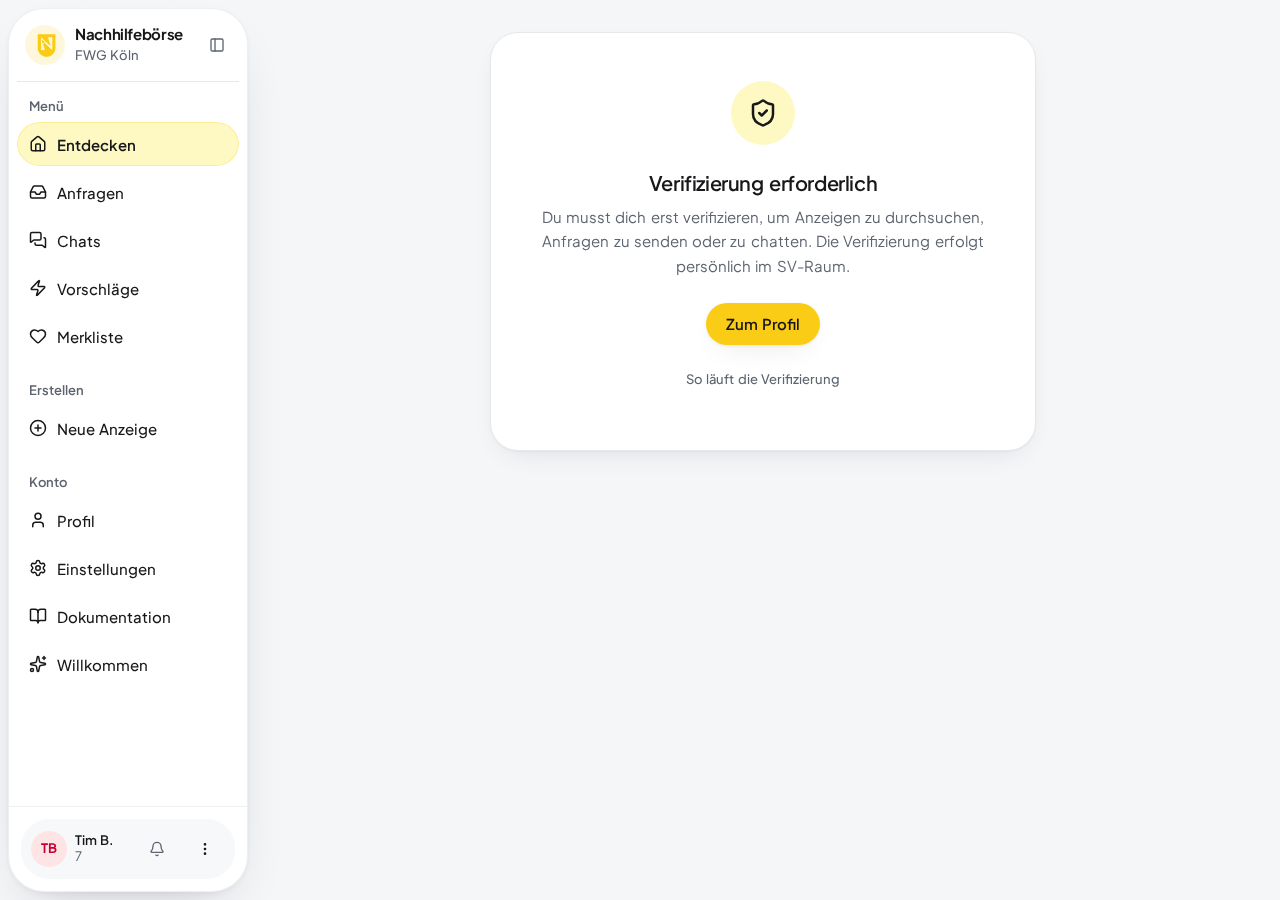 Nachhilfebörse
FWG Köln
Menü
Entdecken
Anfragen
Chats
Vorschläge
Merkliste
Erstellen
Neue Anzeige
Konto
Profil
Einstellungen
Dokumentation
Willkommen
TB
Tim B.
7
Verifizierung erforderlich
Du musst dich erst verifizieren, um Anzeigen zu durchsuchen,
Anfragen zu senden oder zu chatten. Die Verifizierung erfolgt
persönlich im SV-Raum.
Zum Profil
So läuft die Verifizierung